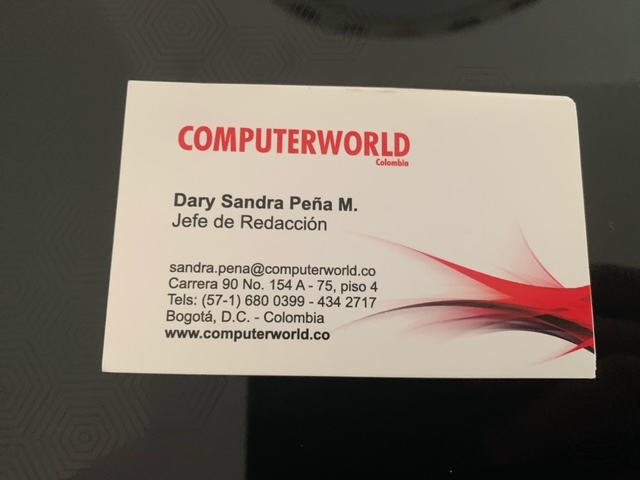 COMPUTERWORLD
Colombia
Dary Sandra Peña M.
Jefe de Redacción
sandra.pena@computerworld.co
Carrera 90 No. 154 A - 75, piso 4
Tels: (57-1) 680 0399 - 434 2717
Bogotá, D.C. - Colombia
www.computerworld.co